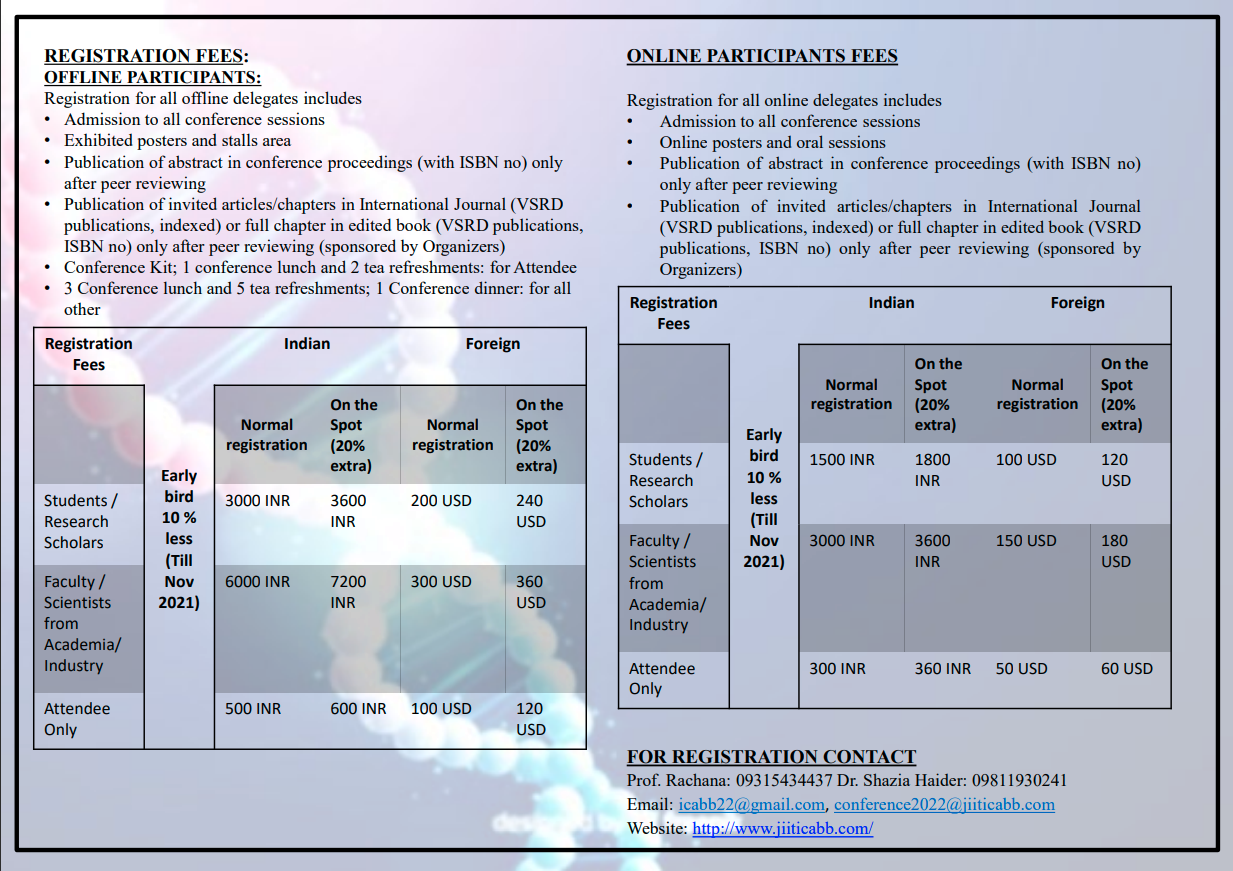 REGISTRATION FEES:
OFFLINE PARTICIPANTS:
Registration for all offline delegates includes
• Admission to all conference sessions
• Exhibited posters and stalls area
• Publication of abstract in conference proceedings (with ISBN no) only
after peer reviewing
• Publication of invited articles/chapters in International Journal (VSRD
publications, indexed) or full chapter in edited book (VSRD publications,
ISBN no) only after peer reviewing (sponsored by Organizers)
• Conference Kit; 1 conference lunch and 2 tea refreshments: for Attendee
• 3 Conference lunch and 5 tea refreshments; 1 Conference dinner: for all
other
Registration
Fees
Indian
Foreign
Early
bird
10 %
less
(Till
Nov
2021)
Normal
registration
On the
Spot
(20%
extra)
Normal
registration
On the
Spot
(20%
extra)
Students /
Research
Scholars
3000 INR
3600
INR
200 USD
240
USD
Faculty /
Scientists
from
Academia/
Industry
6000 INR
7200
INR
300 USD
360
USD
Attendee
Only
500 INR
600 INR
100 USD
120
USD
ONLINE PARTICIPANTS FEES
Registration for all online delegates includes
• Admission to all conference sessions
• Online posters and oral sessions
• Publication of abstract in conference proceedings (with ISBN no)
only after peer reviewing
• Publication of invited articles/chapters in International Journal
(VSRD publications, indexed) or full chapter in edited book (VSRD
publications, ISBN no) only after peer reviewing (sponsored by
Organizers)
Registration
Fees
Indian
Foreign
Early
bird
10 %
less
(Till
Nov
2021)
Normal
registration
On the
Spot
(20%
extra)
Normal
registration
On the
Spot
(20%
extra)
Students /
Research
Scholars
1500 INR
1800
INR
100 USD
120
USD
Faculty /
Scientists
from
Academia/
Industry
3000 INR
3600
INR
150 USD
180
USD
Attendee
Only
300 INR
360 INR
50 USD
60 USD
FOR REGISTRATION CONTACT
Prof. Rachana: 09315434437 Dr. Shazia Haider: 09811930241
Email: icabb22@gmail.com, conference2022@jiiticabb.com
Website: http://www.jiiticabb.com/